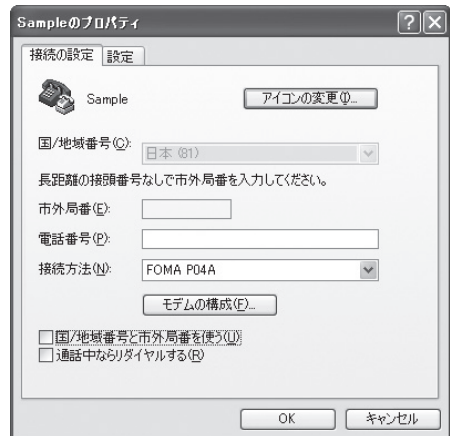 Sampleのプロパティ
接続の設定 設定
Sample
アイコンの変更(I)...
国/地域番号(C):
日本 (81)
長距離の接頭番号なしで市外局番を入力してください。
市外局番(E):
電話番号(P):
接続方法(N):
FOMA P04A
モデムの構成(F)...
国/地域番号と市外局番を使う(U)
通話中ならリダイヤルする(R)
OK キャンセル